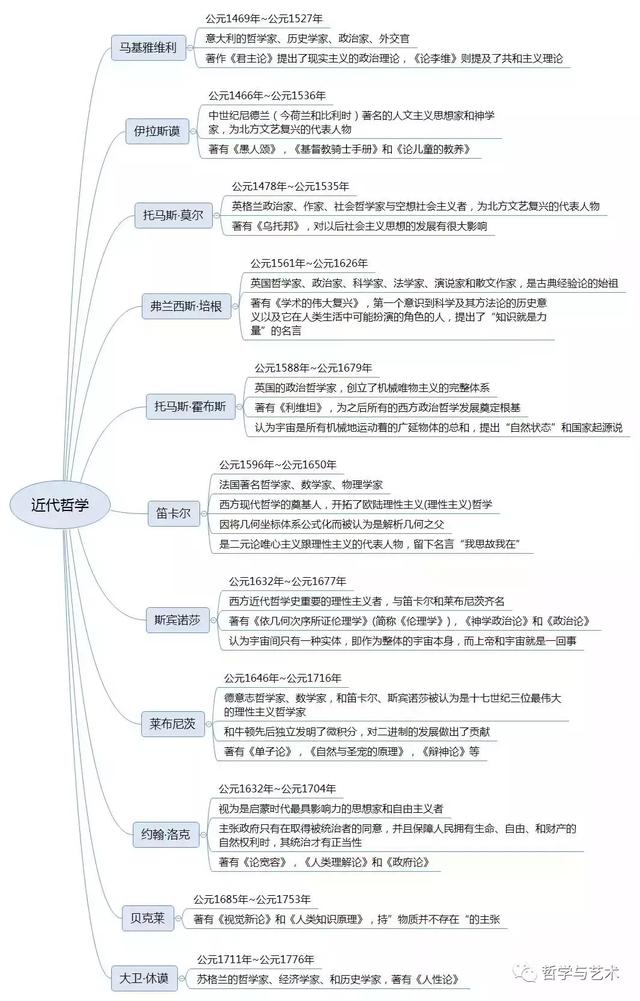 近代哲学
马基雅维利
公元1469年~公元1527年
意大利的哲学家、历史学家、政治家、外交官
著作《君主论》提出了现实主义的政治理论，《论李维》则提及了共和主义理论
伊拉斯谟
公元1466年~公元1536年
中世纪尼德兰（今荷兰和比利时）著名的人文主义思想家和神学
家，为北方文艺复兴的代表人物
著有《愚人颂》，《基督教骑士手册》和《论儿童的教养》
托马斯·莫尔
公元1478年~公元1535年
英格兰政治家、作家、社会哲学家与空想社会主义者，为北方文艺复兴的代表人物
著有《乌托邦》，对以后社会主义思想的发展有很大影响
弗兰西斯·培根
公元1561年~公元1626年
英国哲学家、政治家、科学家、法学家、演说家和散文作家，是古典经验论的始祖
著有《学术的伟大复兴》，第一个意识到科学及其方法论的历史意
义以及它在人类生活中可能扮演的角色的人，提出了“知识就是力
量”的名言
托马斯·霍布斯
公元1588年~公元1679年
英国的政治哲学家，创立了机械唯物主义的完整体系
著有《利维坦》，为之后所有的西方政治哲学发展奠定根基
认为宇宙是所有机械地运动着的广延物体的总和，提出“自然状态”和国家起源说
笛卡尔
公元1596年~公元1650年
法国著名哲学家、数学家、物理学家
西方现代哲学的奠基人，开拓了欧陆理性主义(理性主义)哲学
因将几何坐标体系公式化而被认为是解析几何之父
是二元论唯心主义跟理性主义的代表人物，留下名言“我思故我在”
斯宾诺莎
公元1632年~公元1677年
西方近代哲学史重要的理性主义者，与笛卡尔和莱布尼茨齐名
著有《依几何次序所证伦理学》(简称《伦理学》)，《神学政治论》和《政治论》
认为宇宙间只有一种实体，即作为整体的宇宙本身，而上帝和宇宙就是一回事
莱布尼茨
公元1646年~公元1716年
德意志哲学家、数学家，和笛卡尔、斯宾诺莎被认为是十七世纪三位最伟大
的理性主义哲学家
和牛顿先后独立发明了微积分，对二进制的发展做出了贡献
著有《单子论》，《自然与圣宠的原理》，《辩神论》等
约翰·洛克
公元1632年~公元1704年
视为是启蒙时代最具影响力的思想家和自由主义者
主张政府只有在取得被统治者的同意，并且保障人民拥有生命、自由、和财产的
自然权利时，其统治才有正当性
著有《论宽容》，《人类理解论》和《政府论》
贝克莱
公元1685年~公元1753年
著有《视觉新论》和《人类知识原理》，持”物质并不存在“的主张
大卫·休谟
公元1711年~公元1776年
苏格兰的哲学家、经济学家、和历史学家，著有《人性论》
哲学与艺术